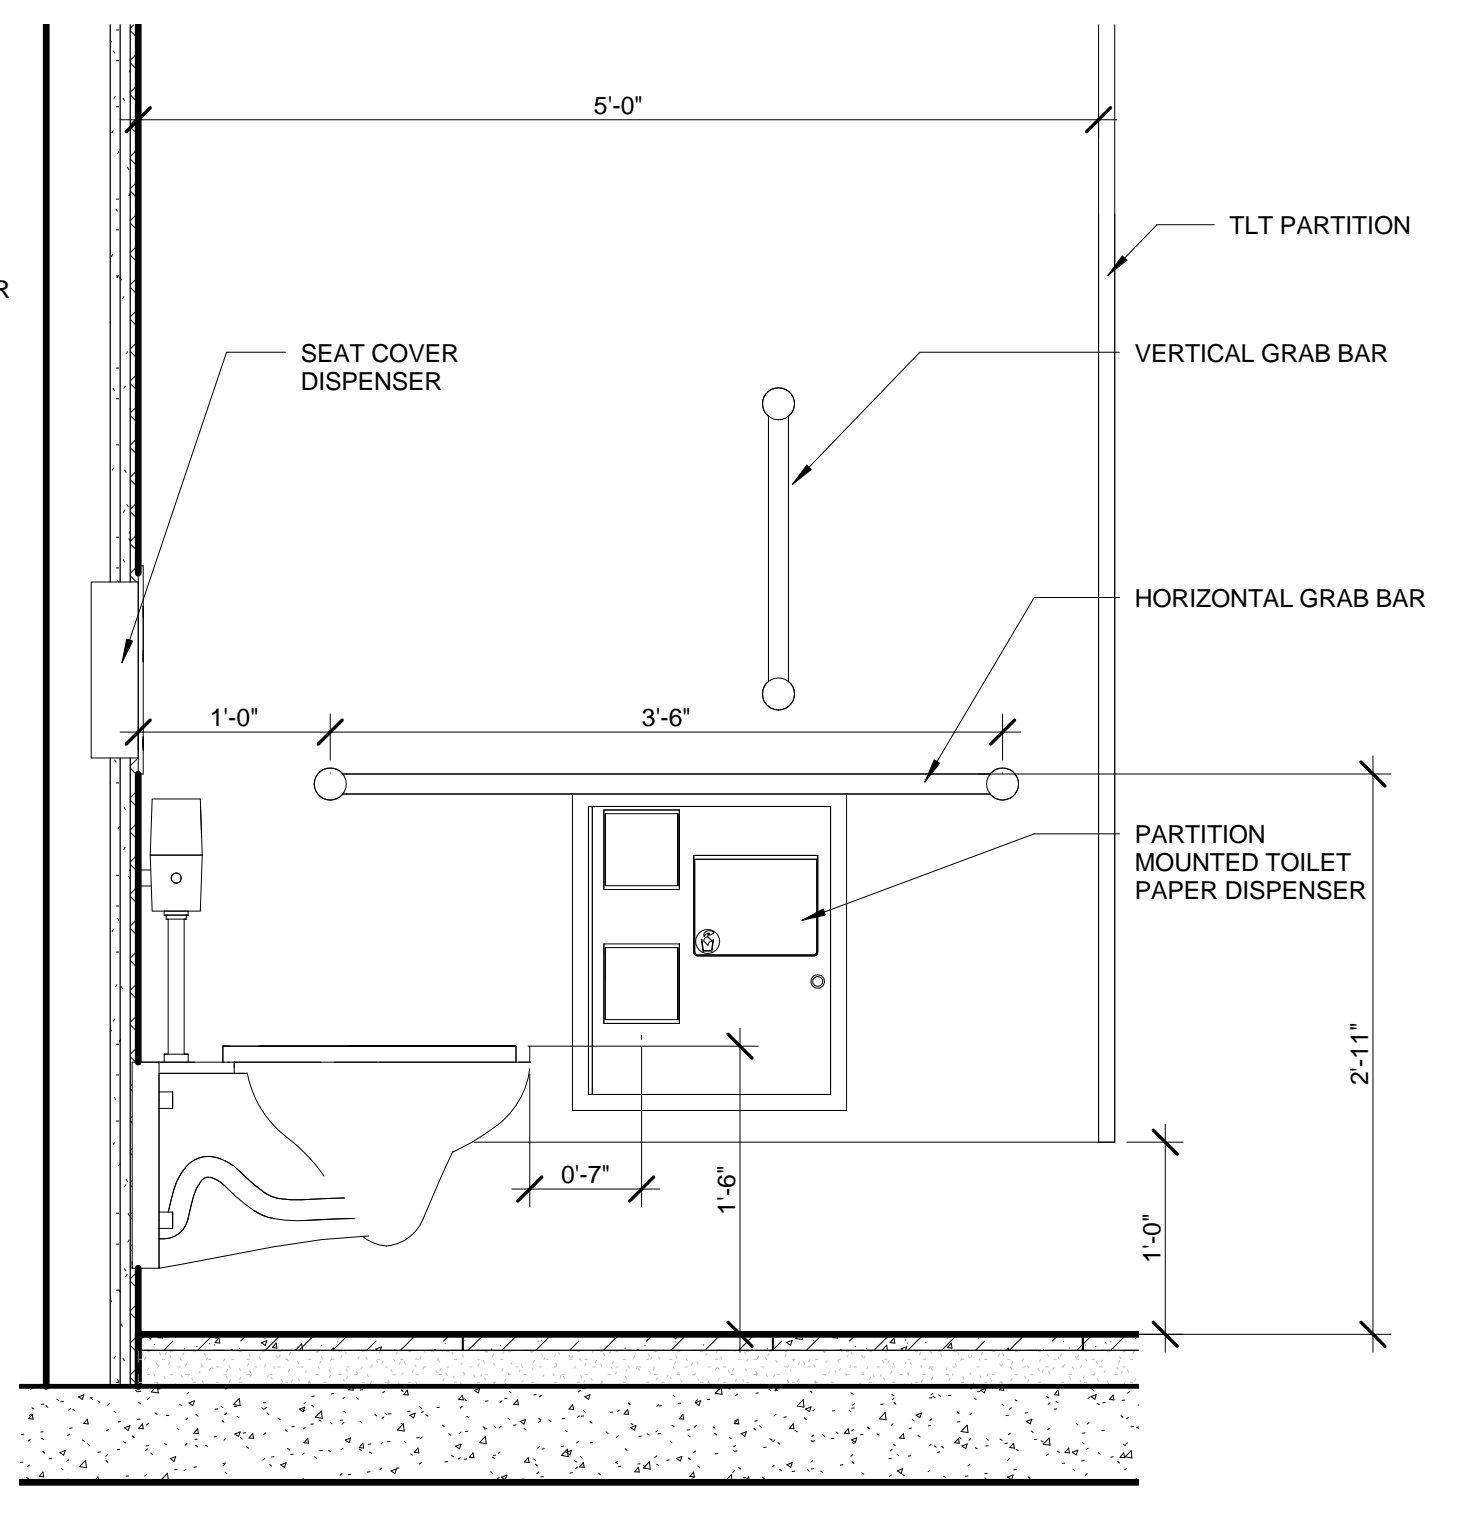 5'-0"
TLT PARTITION
R
SEAT COVER
DISPENSER
VERTICAL GRAB BAR
HORIZONTAL GRAB BAR
1'-0"
3'-6"
PARTITION
MOUNTED TOILET
PAPER DISPENSER
2'-11"
0'-7"
1'-6"
1'-0"